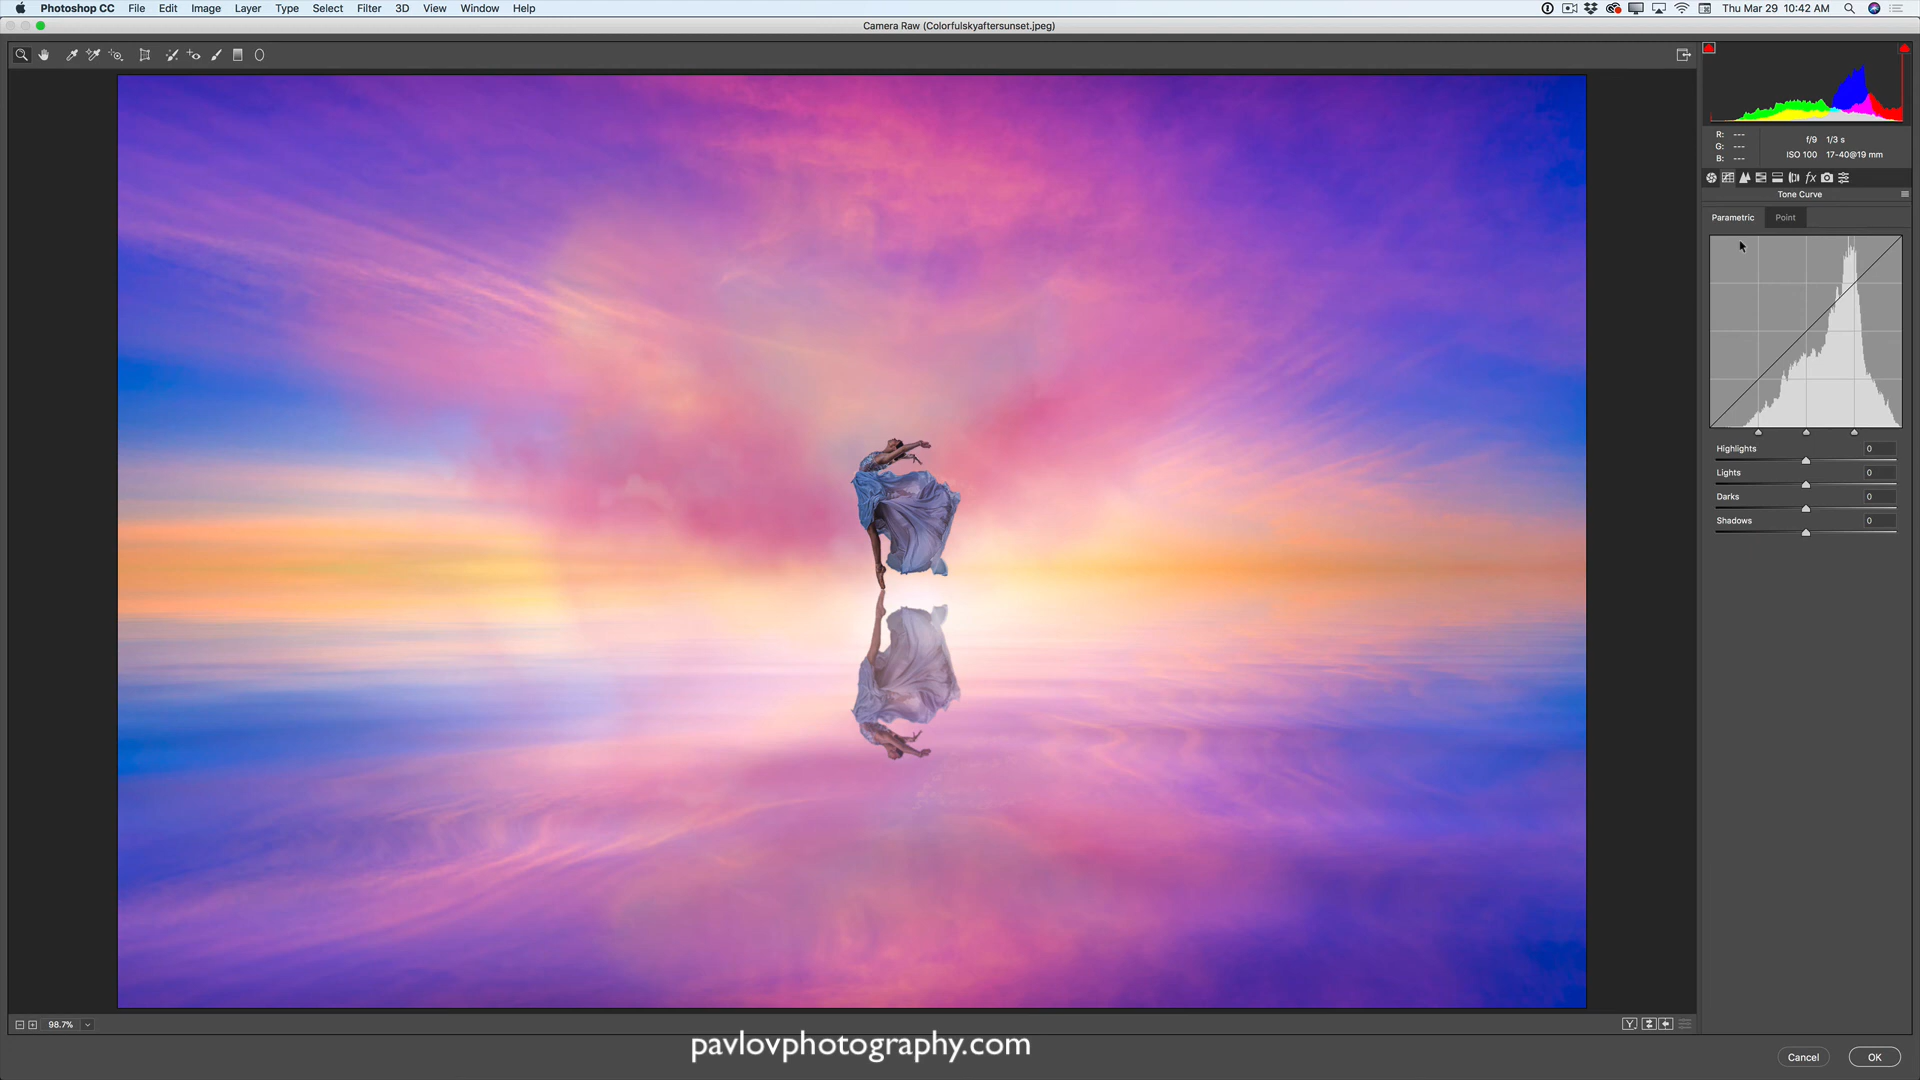 Photoshop CC File Edit Image Layer Type Select Filter 3D View Window Help Thu Mar 29 10:42 AM
Camera Raw (Colorfulskyaftersunset.jpeg)
R: ---
G: ---
B: ---
f/9 1/3 s
ISO 100 17-40@19 mm
fx
Tone Curve
Parametric Point
Highlights 0
Lights 0
Darks 0
Shadows 0
98.7%
Y
pavlovphotography.com
Cancel OK